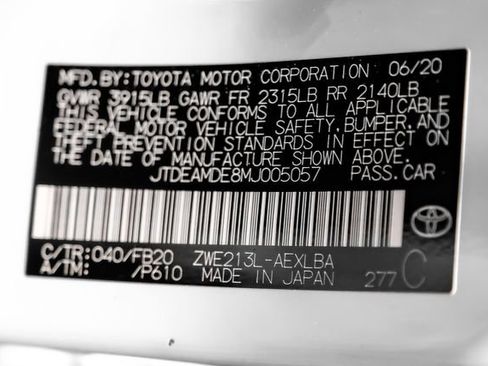 MFD. BY: TOYOTA MOTOR CORPORATION 06/20
GVWR 3915LB GAWR FR 2315LB RR 2140LB
THIS VEHICLE CONFORMS TO ALL APPLICABLE
FEDERAL MOTOR VEHICLE SAFETY, BUMPER, AND
THEFT PREVENTION STANDARDS IN EFFECT ON
THE DATE OF MANUFACTURE SHOWN ABOVE.
JTDEAMDE8MJ005057 PASS. CAR
C/TR: 040/FB20 ZWE213L-AEXLBA
A/TM: /P610 MADE IN JAPAN 277 C